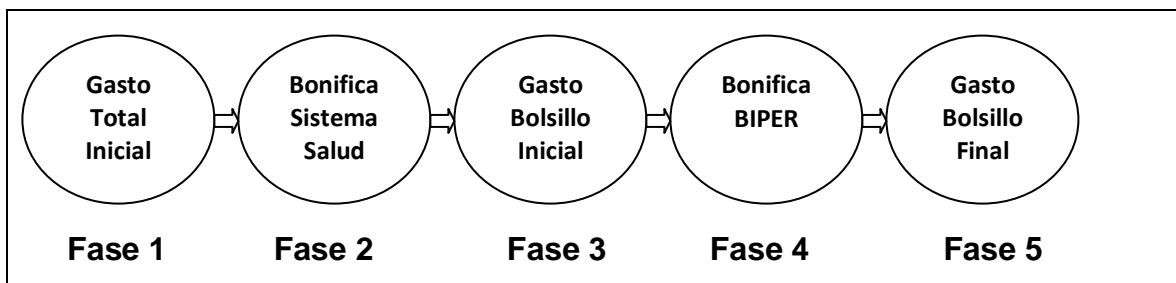 Gasto
Total
Inicial
Bonifica
Sistema
Salud
Gasto
Bolsillo
Inicial
Bonifica
BIPER
Gasto
Bolsillo
Final
Fase 1
Fase 2
Fase 3
Fase 4
Fase 5